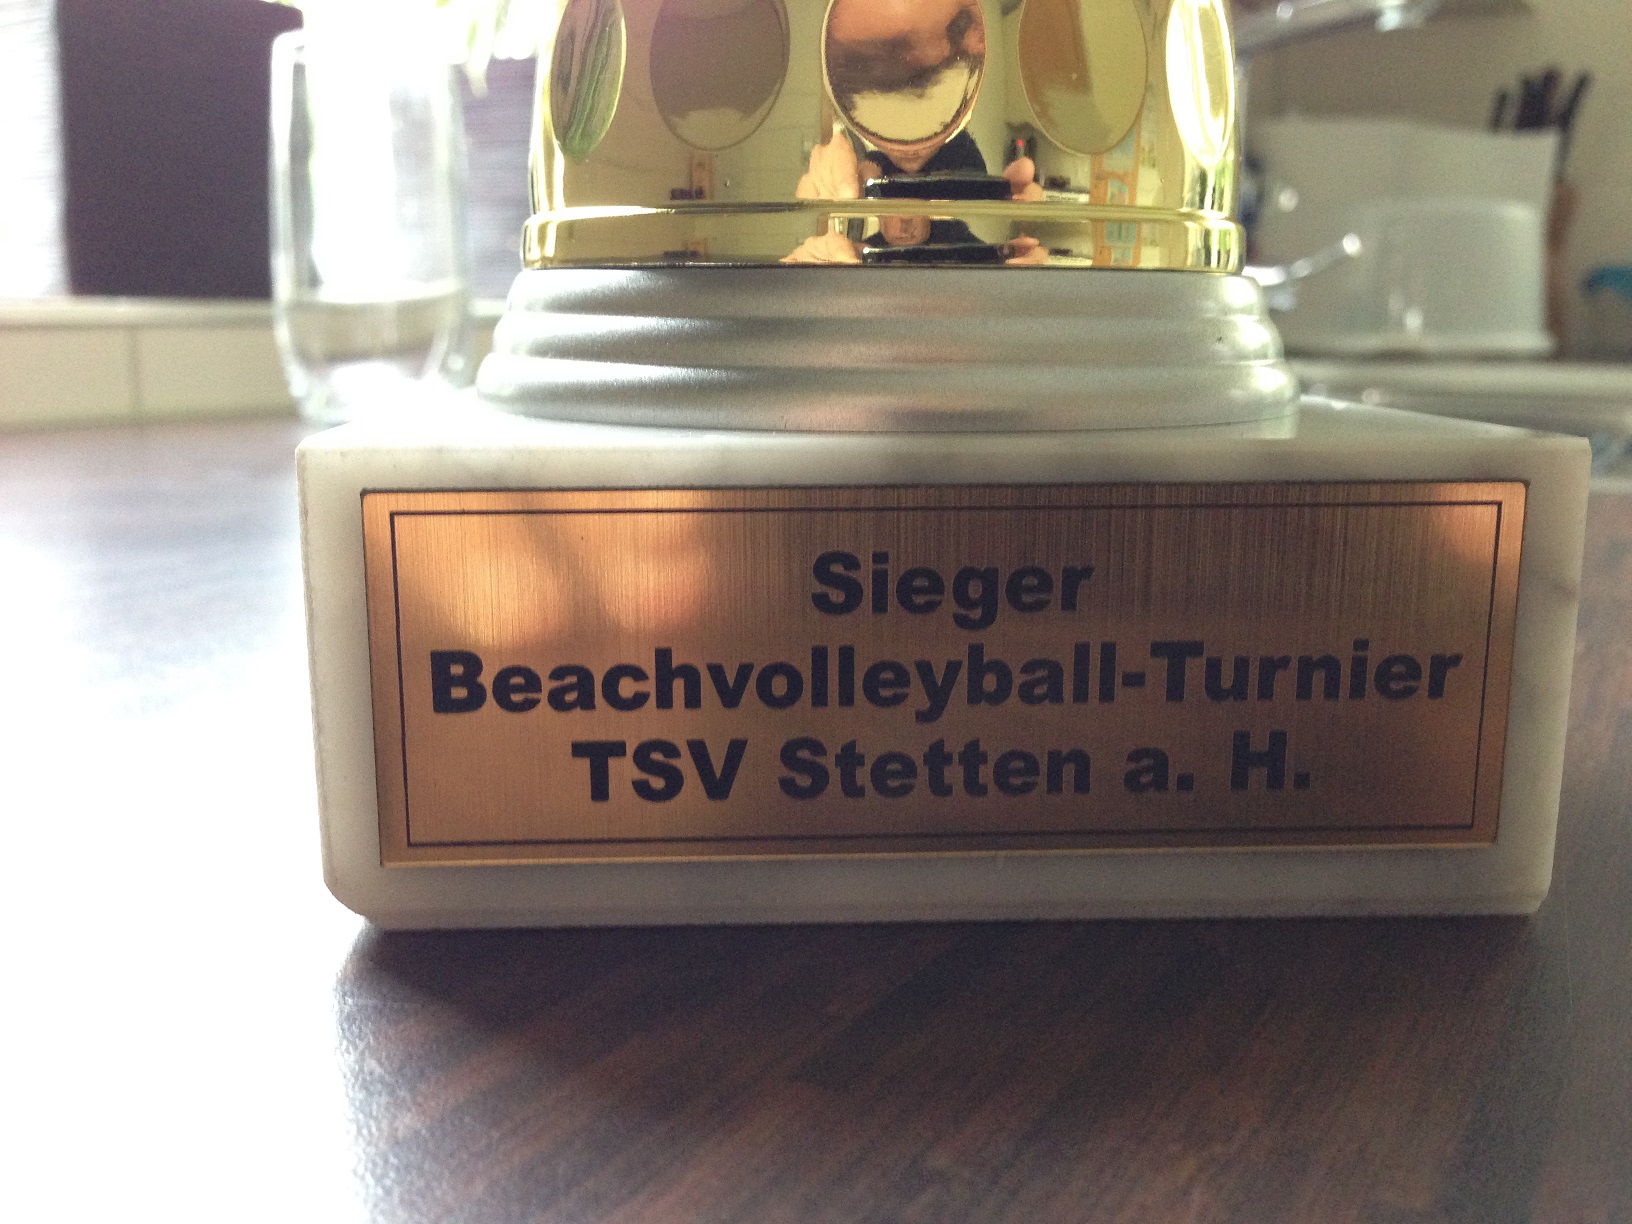 Sieger
Beachvolleyball-Turnier
TSV Stetten a. H.